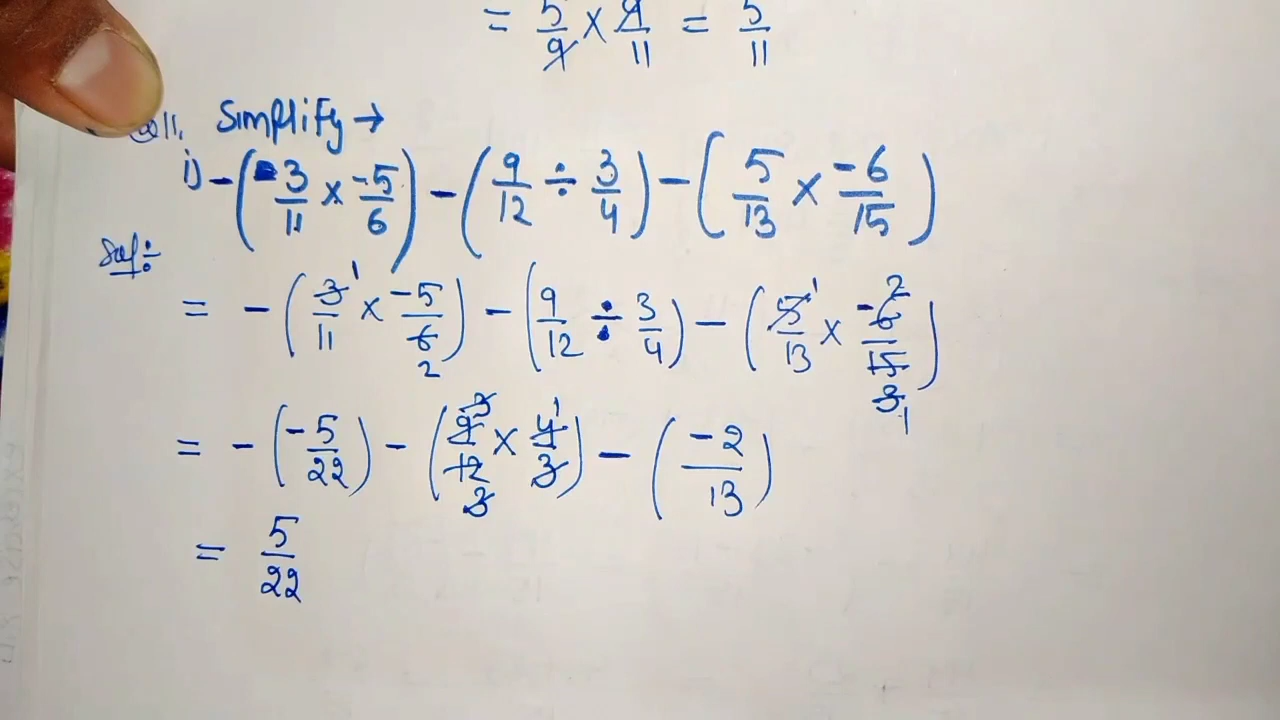 = 5/9 × 9/11 = 5/11
Q11. Simplify →
i) -(3/11 × -5/6) - (9/12 ÷ 3/4) - (5/13 × -6/15)
Sol:-
= -(3/11 × -5/6) - (9/12 ÷ 3/4) - (5/13 × -6/15)
= -(-5/22) - (9/12 × 4/3) - (-2/13)
= 5/22